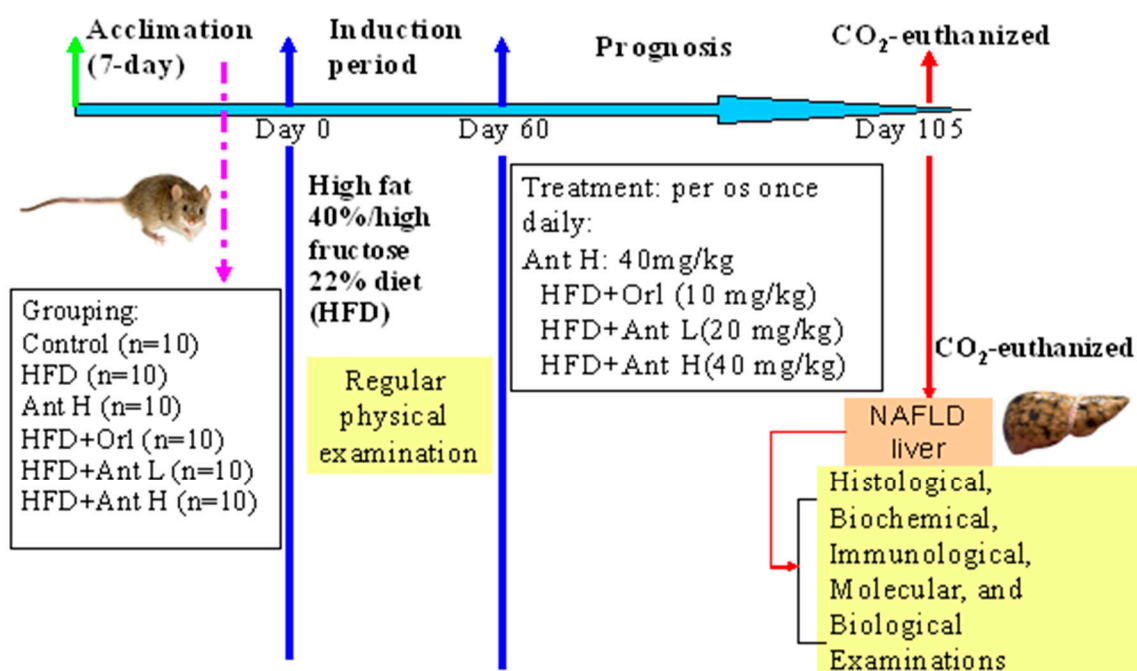 Acclimation
(7-day)
Induction
period
Prognosis
CO₂-euthanized
Day 0
Day 60
Day 105
High fat
40%/high
fructose
22% diet
(HFD)
Regular
physical
examination
Grouping:
Control (n=10)
HFD (n=10)
Ant H (n=10)
HFD+Orl (n=10)
HFD+Ant L (n=10)
HFD+Ant H (n=10)
Treatment: per os once
daily:
Ant H: 40mg/kg
HFD+Orl (10 mg/kg)
HFD+Ant L(20 mg/kg)
HFD+Ant H(40 mg/kg)
CO₂-euthanized
NAFLD
liver
Histological,
Biochemical,
Immunological,
Molecular, and
Biological
Examinations